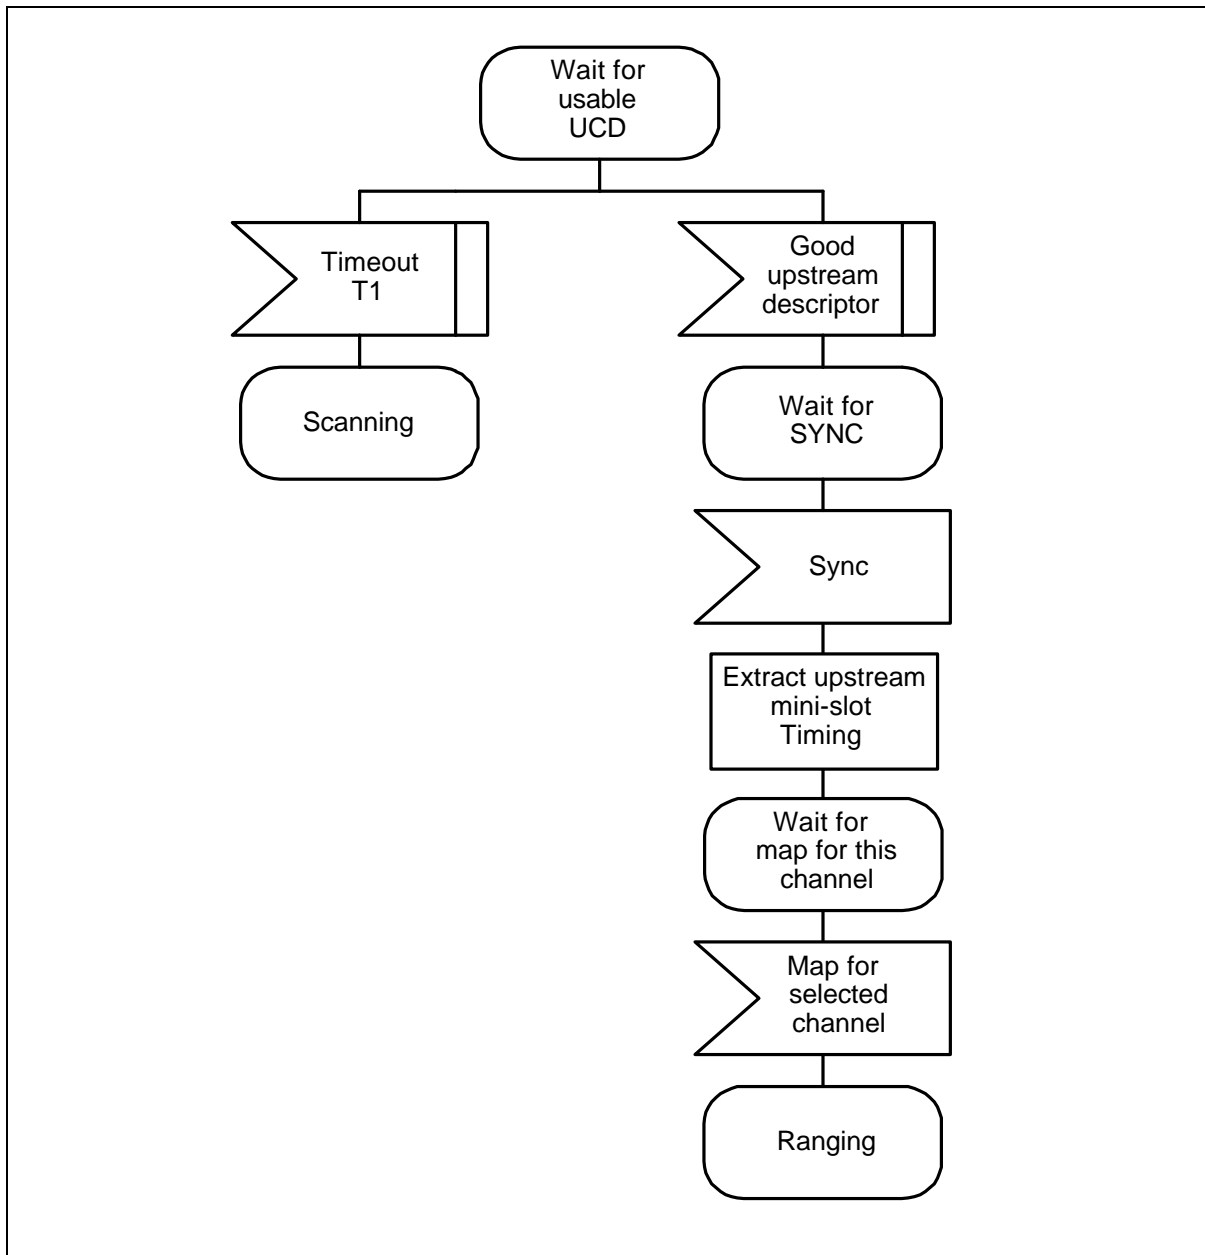 Wait for
usable
UCD
Timeout
T1
Good
upstream
descriptor
Scanning
Wait for
SYNC
Sync
Extract upstream
mini-slot
Timing
Wait for
map for this
channel
Map for
selected
channel
Ranging